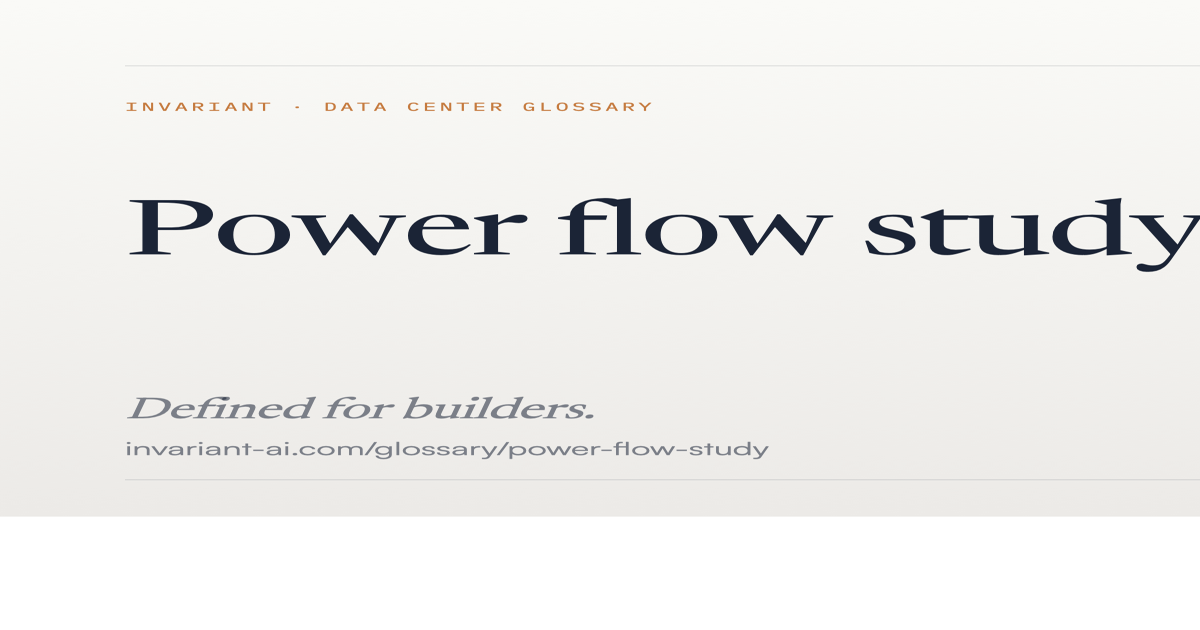 INVARIANT · DATA CENTER GLOSSARY
Power flow study
Defined for builders.
invariant-ai.com/glossary/power-flow-study